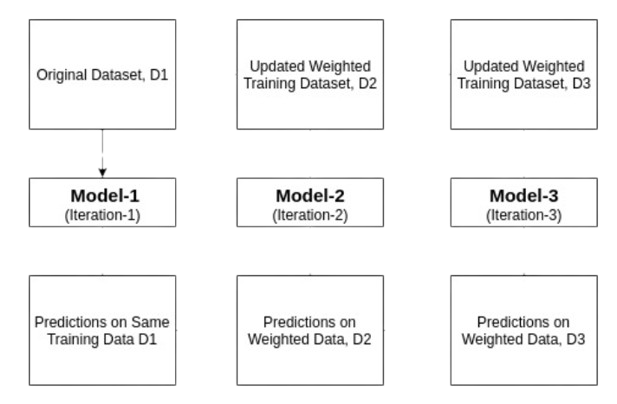 Original Dataset, D1
Updated Weighted
Training Dataset, D2
Updated Weighted
Training Dataset, D3
Model-1
(Iteration-1)
Model-2
(Iteration-2)
Model-3
(Iteration-3)
Predictions on Same
Training Data D1
Predictions on
Weighted Data, D2
Predictions on
Weighted Data, D3